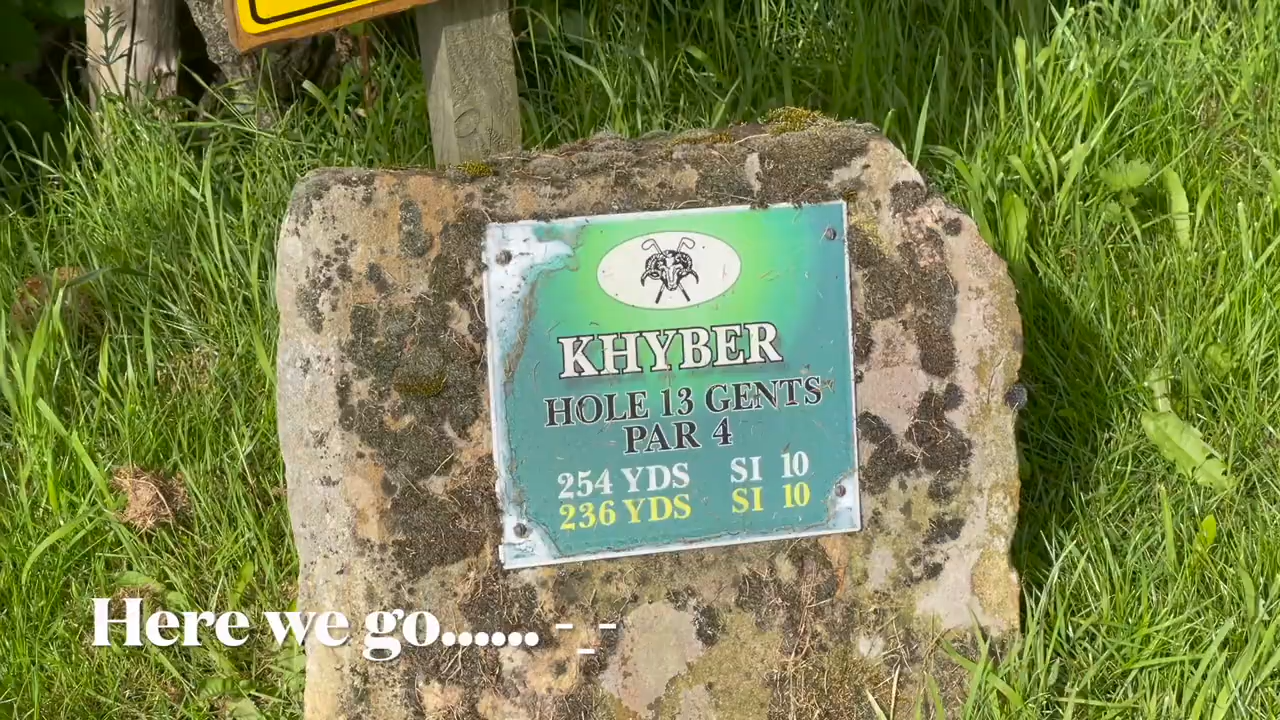 KHYBER
HOLE 13 GENTS
PAR 4
254 YDS SI 10
236 YDS SI 10
Here we go......